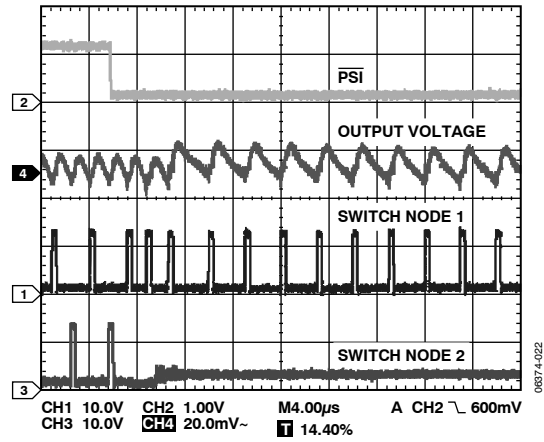 PSI
2
OUTPUT VOLTAGE
4
SWITCH NODE 1
1
SWITCH NODE 2
3
06374-022
CH1 10.0V CH2 1.00V M4.00µs A CH2 600mV
CH3 10.0V CH4 20.0mV~ T 14.40%